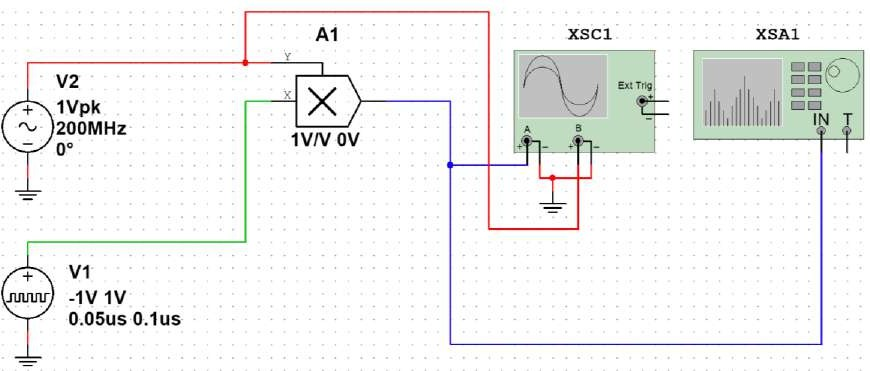 A1
XSC1
XSA1
Y
V2
1Vpk
200MHz
0°
X
1V/V 0V
Ext Trig
+
−
A
B
+ − + −
IN T
V1
-1V 1V
0.05us 0.1us